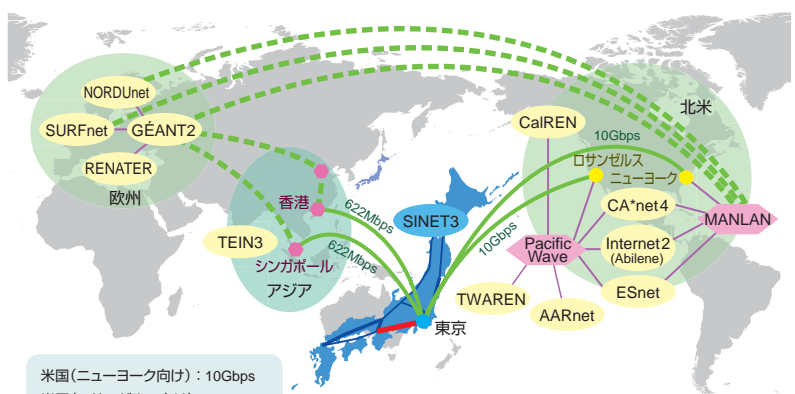 NORDUnet
SURFnet
GÉANT2
RENATER
欧州
香港
TEIN3
シンガポール
アジア
622Mbps
622Mbps
SINET3
東京
10Gbps
10Gbps
北米
CalREN
ロサンゼルス
ニューヨーク
CA*net4
MANLAN
Pacific
Wave
Internet2
(Abilene)
ESnet
TWAREN
AARnet
米国(ニューヨーク向け):10Gbps